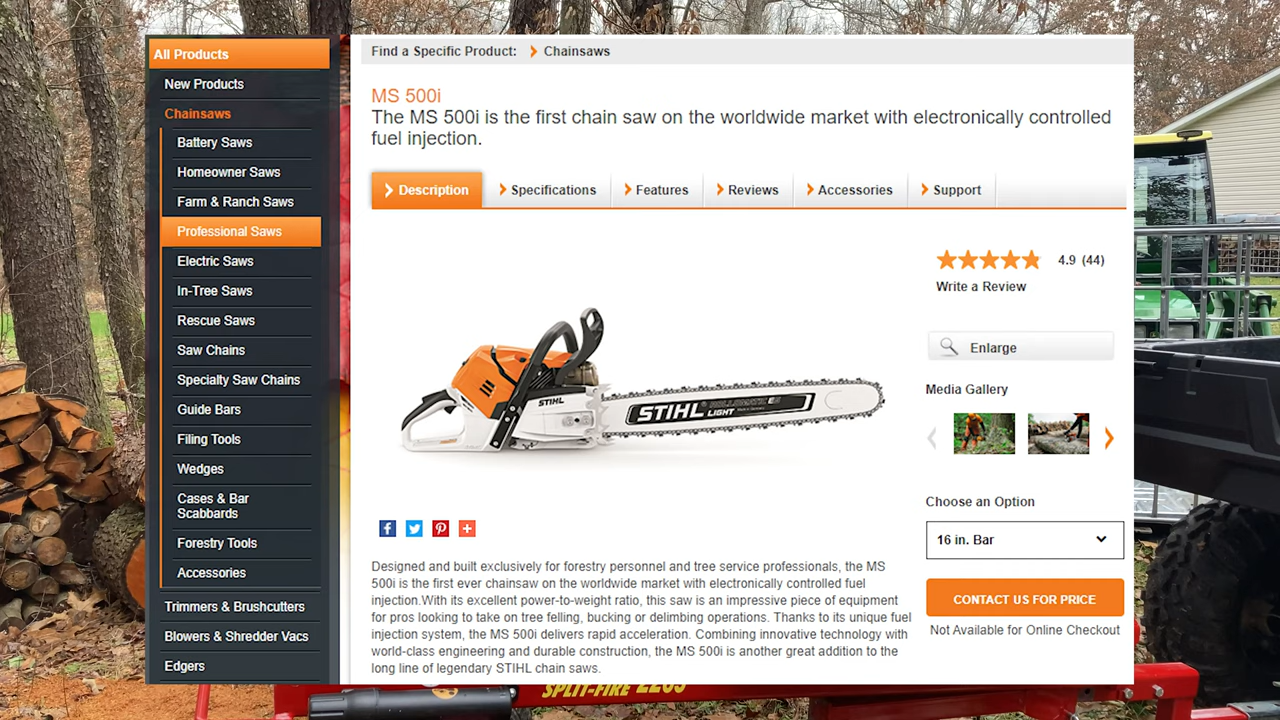 All Products
New Products
Chainsaws
Battery Saws
Homeowner Saws
Farm & Ranch Saws
Professional Saws
Electric Saws
In-Tree Saws
Rescue Saws
Saw Chains
Specialty Saw Chains
Guide Bars
Filing Tools
Wedges
Cases & Bar
Scabbards
Forestry Tools
Accessories
Trimmers & Brushcutters
Blowers & Shredder Vacs
Edgers
Find a Specific Product: Chainsaws
MS 500i
The MS 500i is the first chain saw on the worldwide market with electronically controlled
fuel injection.
Description Specifications Features Reviews Accessories Support
4.9 (44)
Write a Review
Enlarge
Media Gallery
STIHL
STIHL ROLLOMATIC ES
LIGHT
Choose an Option
16 in. Bar
CONTACT US FOR PRICE
Not Available for Online Checkout
Designed and built exclusively for forestry personnel and tree service professionals, the MS
500i is the first ever chainsaw on the worldwide market with electronically controlled fuel
injection.With its excellent power-to-weight ratio, this saw is an impressive piece of equipment
for pros looking to take on tree felling, bucking or delimbing operations. Thanks to its unique fuel
injection system, the MS 500i delivers rapid acceleration. Combining innovative technology with
world-class engineering and durable construction, the MS 500i is another great addition to the
long line of legendary STIHL chain saws.
SPLIT-FIRE 2265